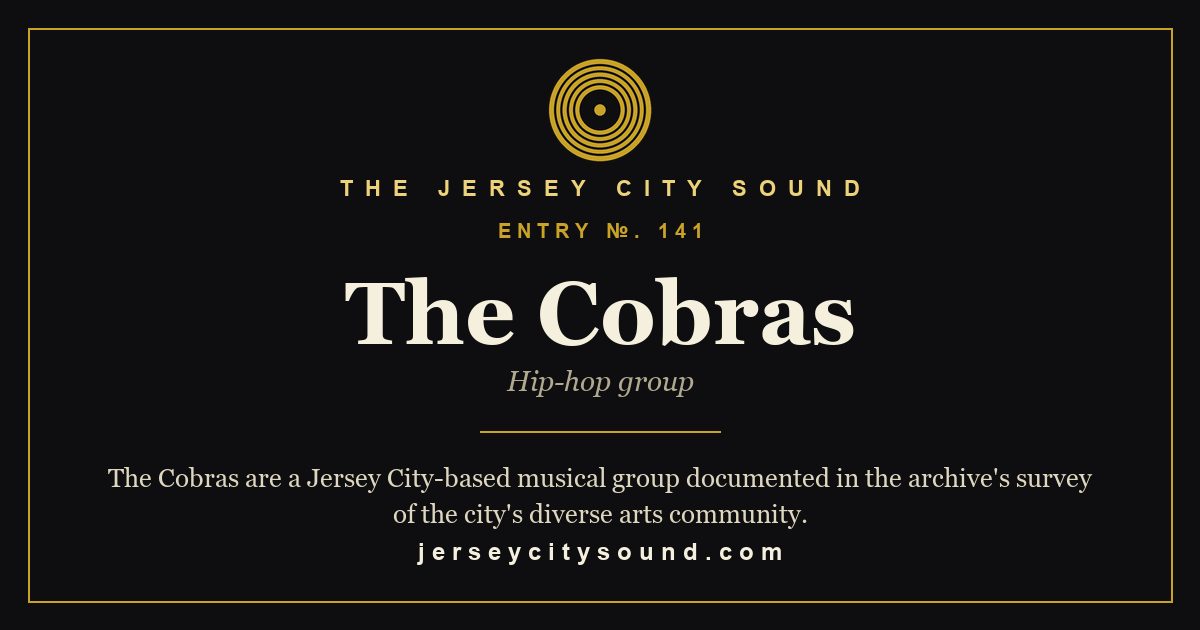 THE JERSEY CITY SOUND
ENTRY №. 141
The Cobras
Hip-hop group
The Cobras are a Jersey City-based musical group documented in the archive's survey
of the city's diverse arts community.
jerseycitysound.com